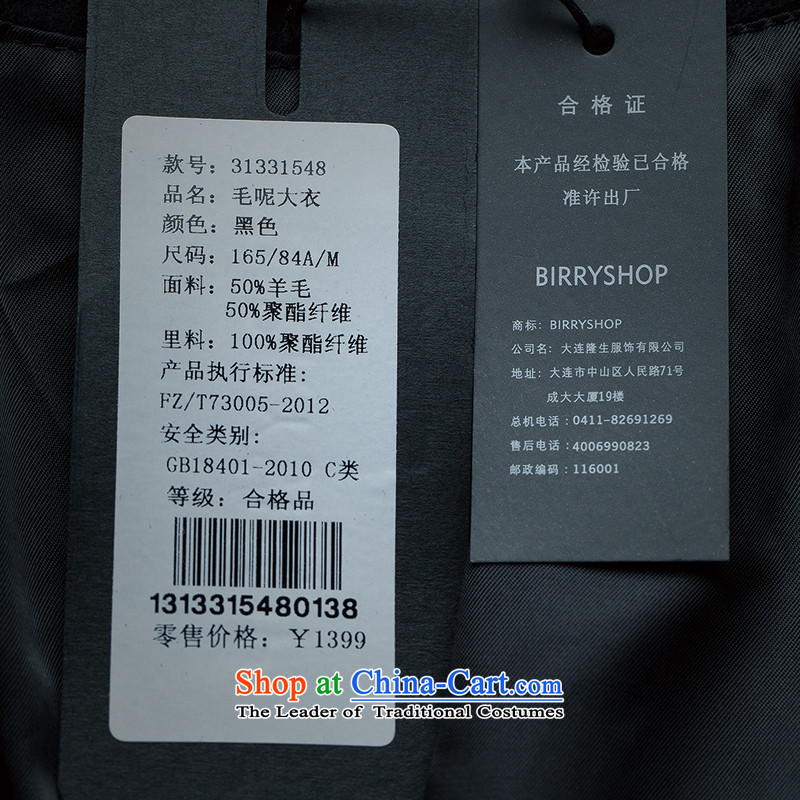 款号: 31331548
品名: 毛呢大衣
颜色: 黑色
尺码: 165/84A/M
面料: 50%羊毛
50%聚酯纤维
里料: 100%聚酯纤维
产品执行标准:
FZ/T73005-2012
安全类别:
GB18401-2010 C类
等级: 合格品
1313315480138
零售价格: ￥1399
合格证
本产品经检验已合格
准许出厂
BIRRYSHOP
商标: BIRRYSHOP
公司名: 大连隆生服饰有限公司
地址: 大连市中山区人民路71号
成大大厦19楼
总机电话: 0411-82691269
售后电话: 4006990823
邮政编码: 116001
Shop at China-Cart.com
The Leader of Traditional Costumes